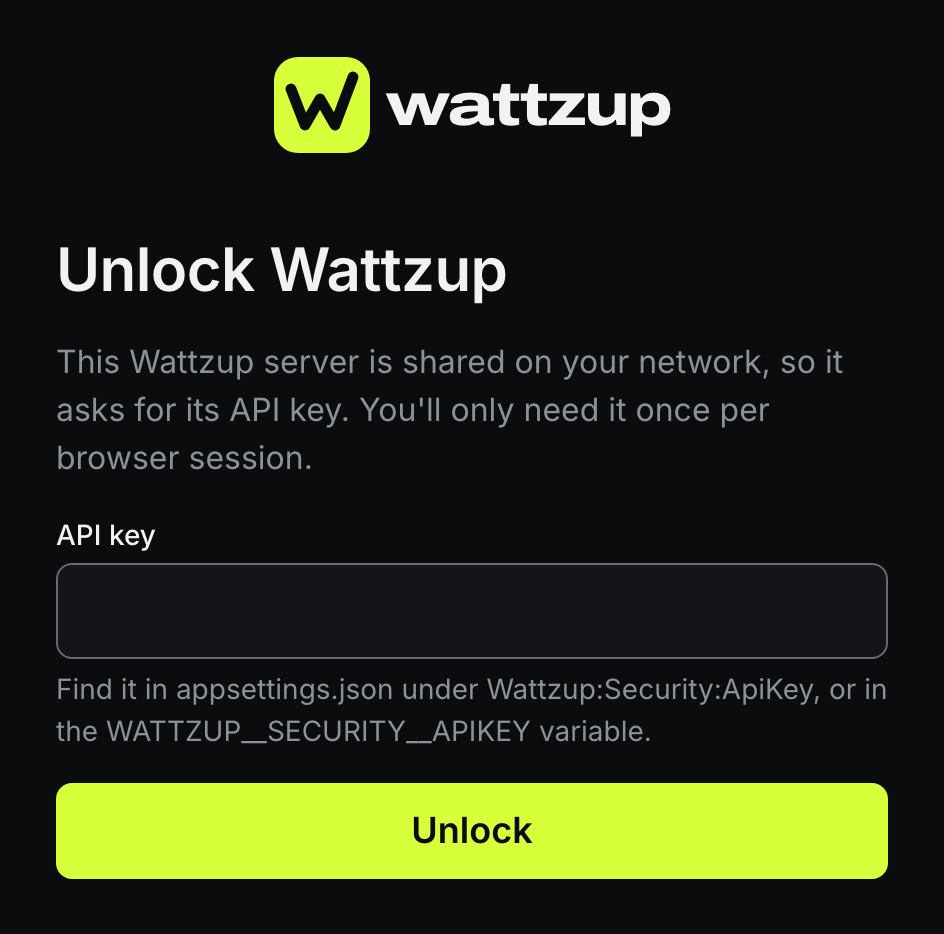 wattzup
Unlock Wattzup
This Wattzup server is shared on your network, so it
asks for its API key. You'll only need it once per
browser session.
API key
Find it in appsettings.json under Wattzup:Security:ApiKey, or in
the WATTZUP__SECURITY__APIKEY variable.
Unlock